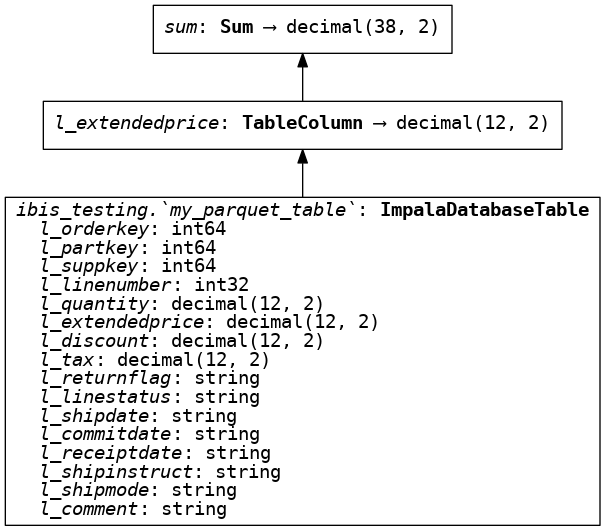 sum: Sum → decimal(38, 2)
l_extendedprice: TableColumn → decimal(12, 2)
ibis_testing.`my_parquet_table`: ImpalaDatabaseTable
l_orderkey: int64
l_partkey: int64
l_suppkey: int64
l_linenumber: int32
l_quantity: decimal(12, 2)
l_extendedprice: decimal(12, 2)
l_discount: decimal(12, 2)
l_tax: decimal(12, 2)
l_returnflag: string
l_linestatus: string
l_shipdate: string
l_commitdate: string
l_receiptdate: string
l_shipinstruct: string
l_shipmode: string
l_comment: string